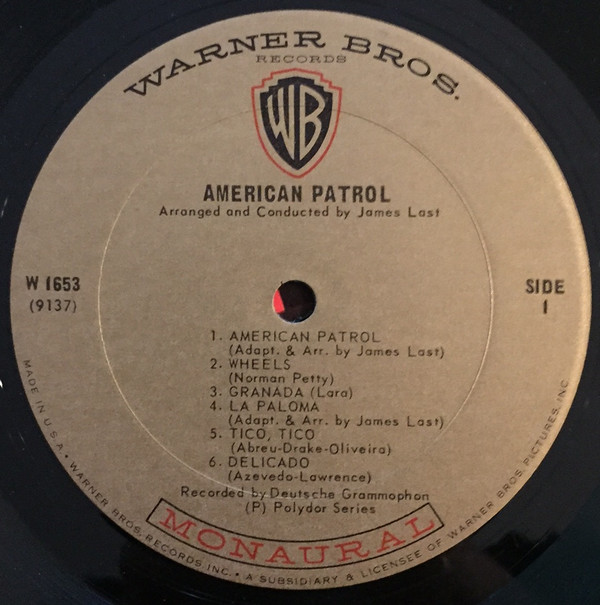 WARNER BROS.
RECORDS
WB
AMERICAN PATROL
Arranged and Conducted by James Last
W 1653
(9137)
SIDE
1
1. AMERICAN PATROL
(Adapt. & Arr. by James Last)
2. WHEELS
(Norman Petty)
3. GRANADA (Lara)
4. LA PALOMA
(Adapt. & Arr. by James Last)
5. TICO, TICO
(Abreu-Drake-Oliveira)
6. DELICADO
(Azevedo-Lawrence)
Recorded by Deutsche Grammophon
(P) Polydor Series
MONAURAL
MADE IN U.S.A. • WARNER BROS. RECORDS INC. • A SUBSIDIARY & LICENSEE OF WARNER BROS. PICTURES, INC.